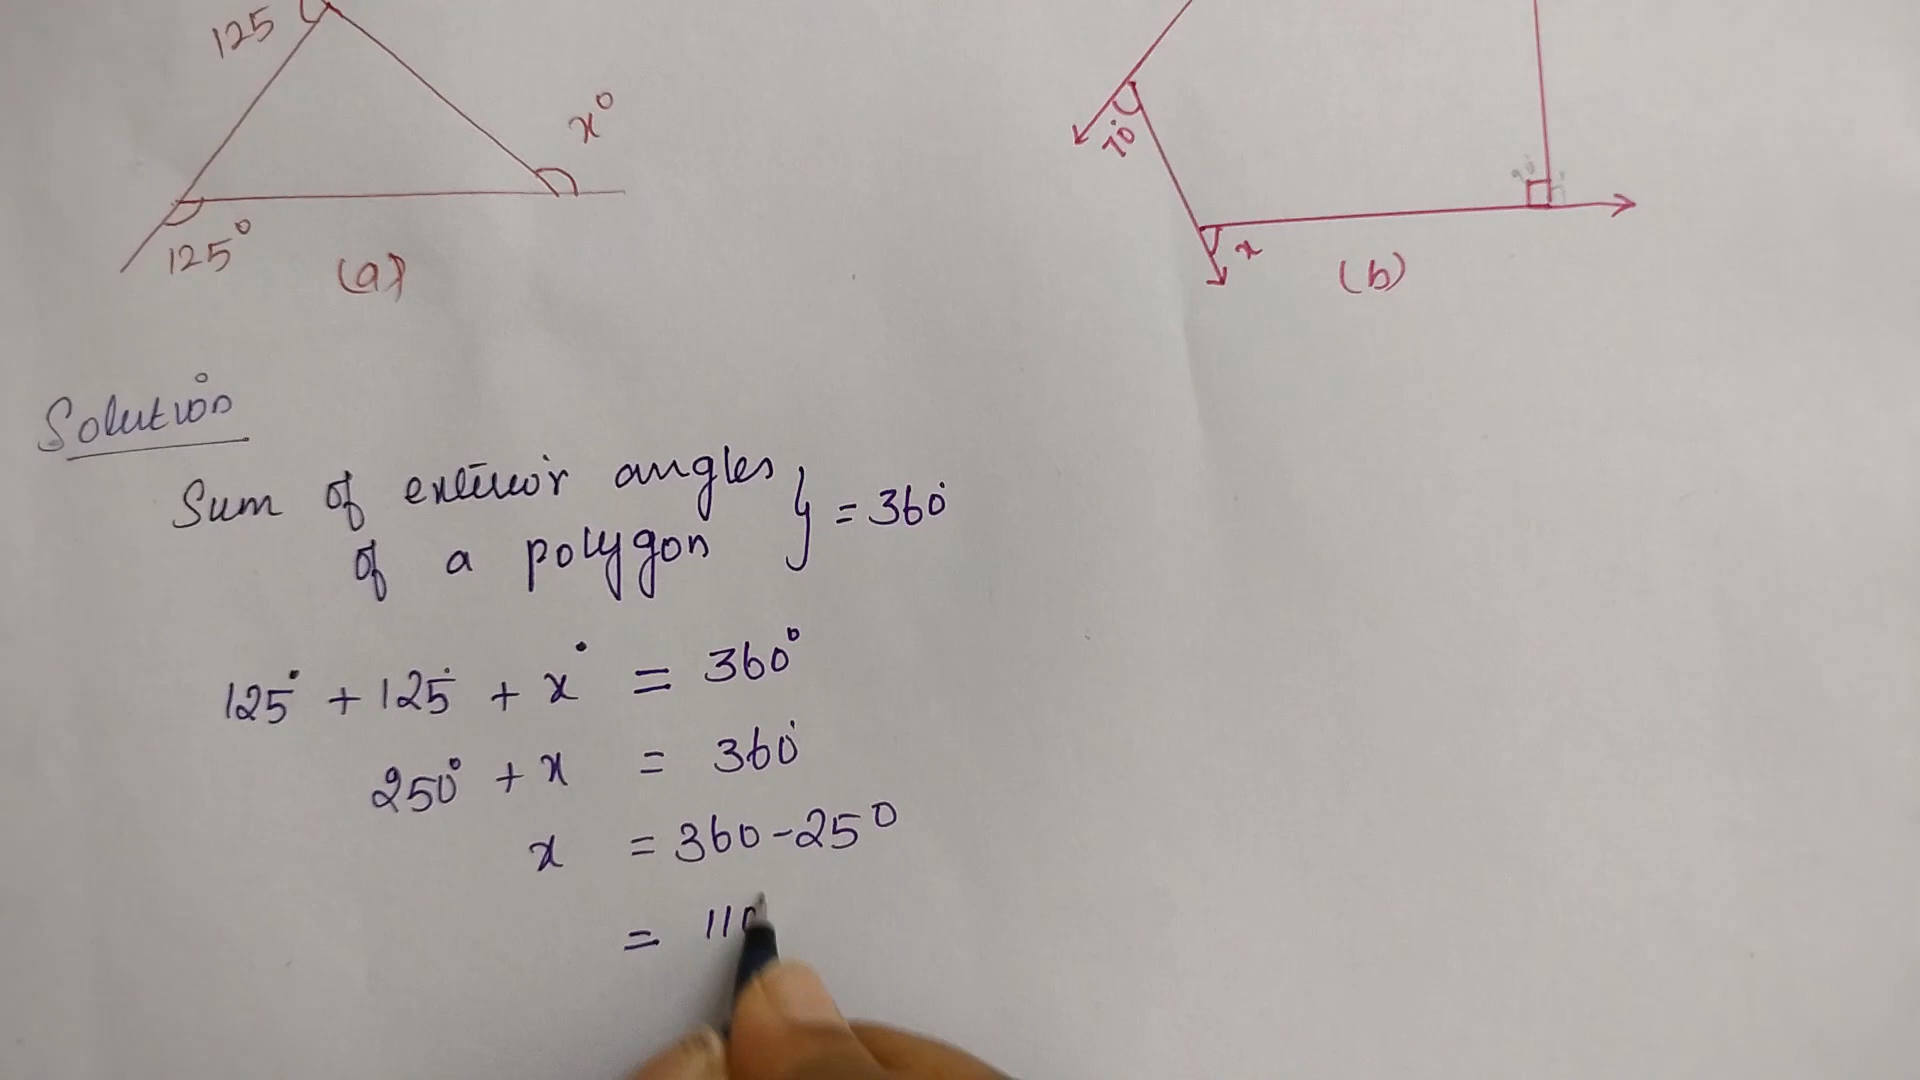 125
x°
125°
(a)
70°
90°
x
(b)
Solution
Sum of exterior angles
of a polygon } = 360°
125° + 125° + x° = 360°
250° + x = 360°
x = 360 - 250
= 110